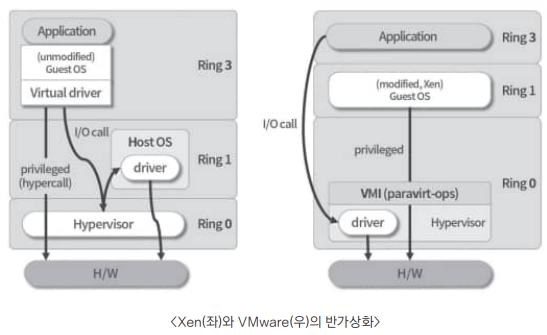 Application
(unmodified)
Guest OS
Virtual driver
Ring 3
I/O call
Host OS
driver
Ring 1
privileged
(hypercall)
Hypervisor
Ring 0
H/W
Application
Ring 3
(modified, Xen)
Guest OS
Ring 1
I/O call
privileged
Ring 0
VMI (paravirt-ops)
driver
Hypervisor
H/W
<Xen(좌)와 VMware(우)의 반가상화>